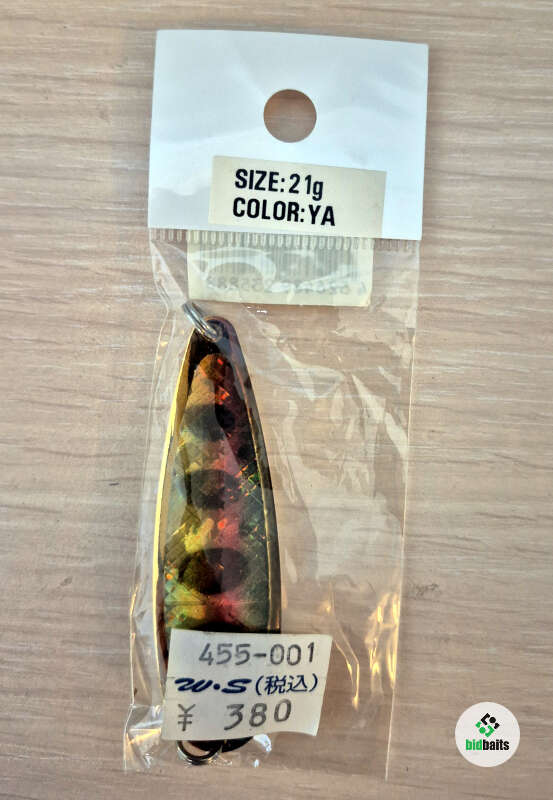 SIZE:21g
COLOR:YA
455-001
W・S(税込)
¥ 380
bidbaits